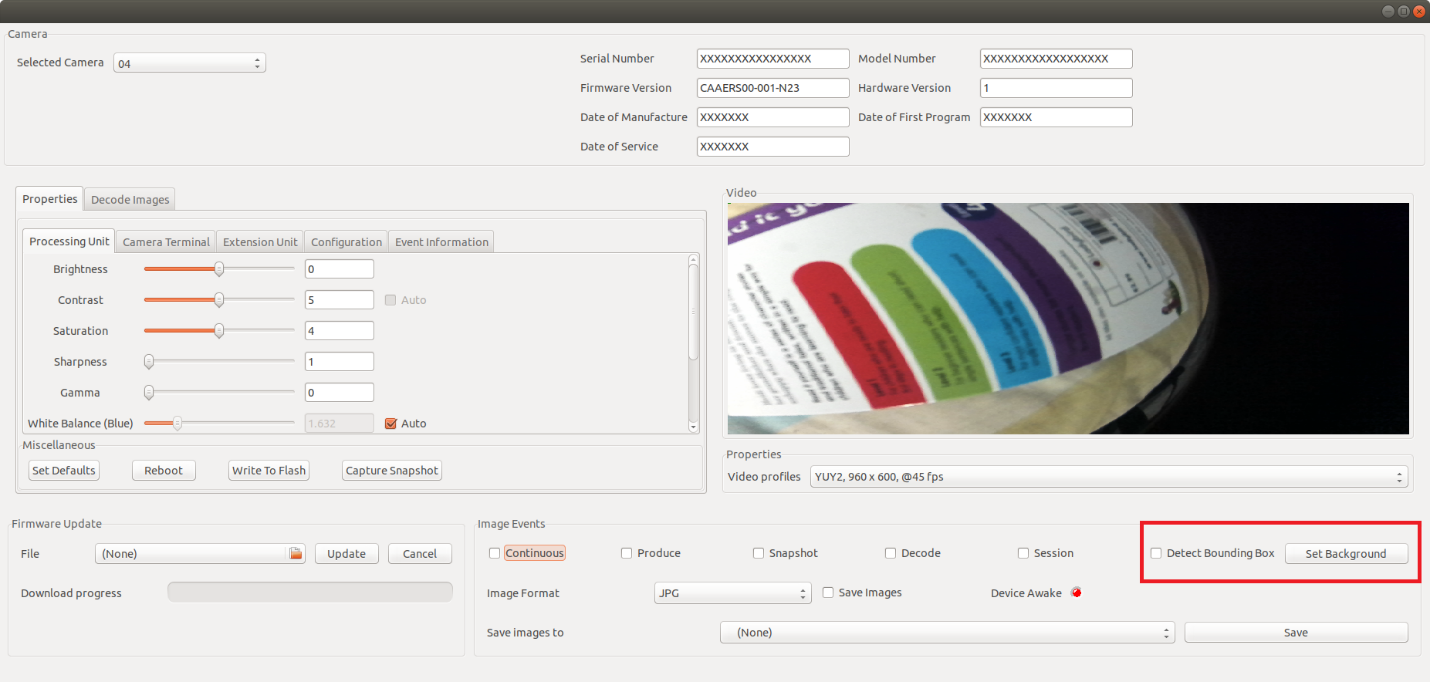 Camera
Selected Camera 04
Serial Number XXXXXXXXXXXXXXXX Model Number XXXXXXXXXXXXXXXXXX
Firmware Version CAAERS00-001-N23 Hardware Version 1
Date of Manufacture XXXXXXX Date of First Program XXXXXXX
Date of Service XXXXXXX
Properties Decode Images
Processing Unit Camera Terminal Extension Unit Configuration Event Information
Brightness 0
Contrast 5 Auto
Saturation 4
Sharpness 1
Gamma 0
White Balance (Blue) 1.632 Auto
Miscellaneous
Set Defaults Reboot Write To Flash Capture Snapshot
Video
Properties
Video profiles YUY2, 960 x 600, @45 fps
Firmware Update
File (None) Update Cancel
Download progress
Image Events
Continuous Produce Snapshot Decode Session Detect Bounding Box Set Background
Image Format JPG Save Images Device Awake
Save images to (None) Save